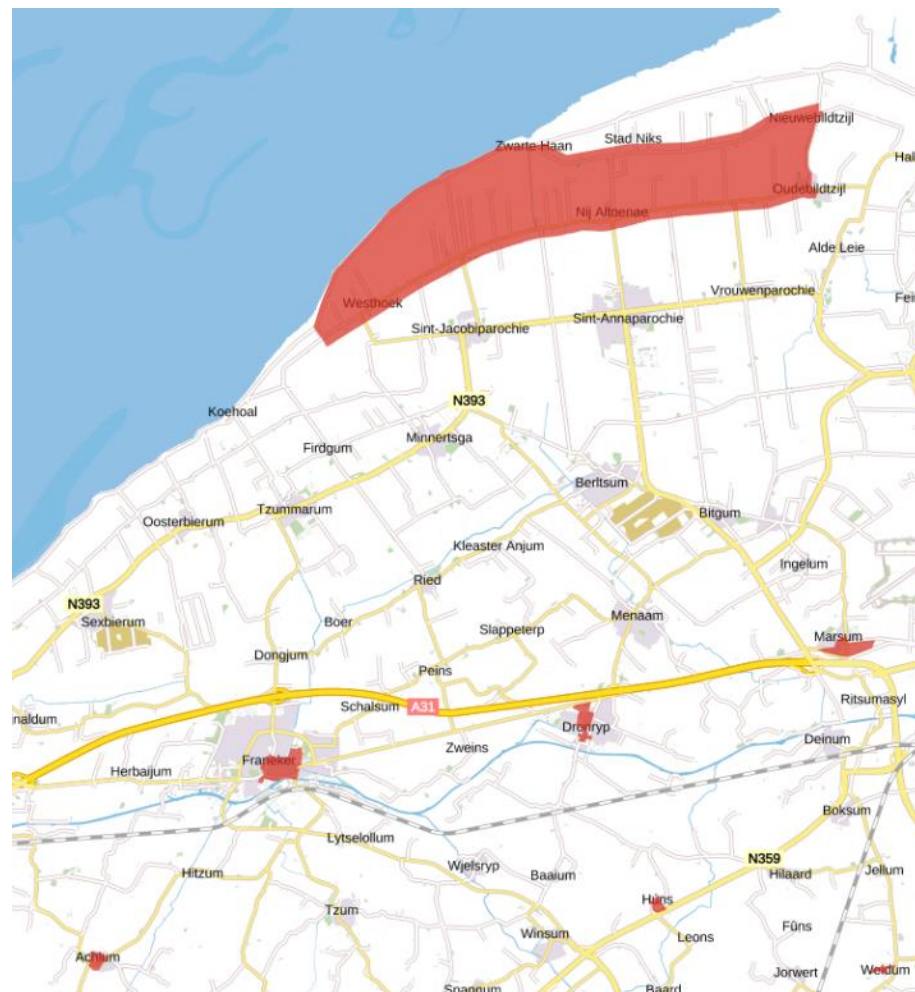 Nieuwebildtzijl
Stad Niks
Zwarte Haan
Hal
Oudebildtzijl
Nij Altoenae
Alde Leie
Vrouwenparochie
Fei
Westhoek
Sint-Annaparochie
Sint-Jacobiparochie
N393
Koehoal
Minnertsga
Firdgum
Berltsum
Tzummarum
Bitgum
Oosterbierum
Kleaster Anjum
Ingelum
Ried
N393
Menaam
Sexbierum
Boer
Slappeterp
Marsum
Dongjum
Peins
Ritsumasyl
A31
Schalsum
naldum
Dronryp
Deinum
Zweins
Franeker
Herbaijum
Boksum
Lytselollum
N359
Wjelsryp
Hitzum
Baaium
Hilaard
Jellum
Húns
Tzum
Fûns
Winsum
Leons
Achlum
Jorwert
Weidum
Spannum
Baard